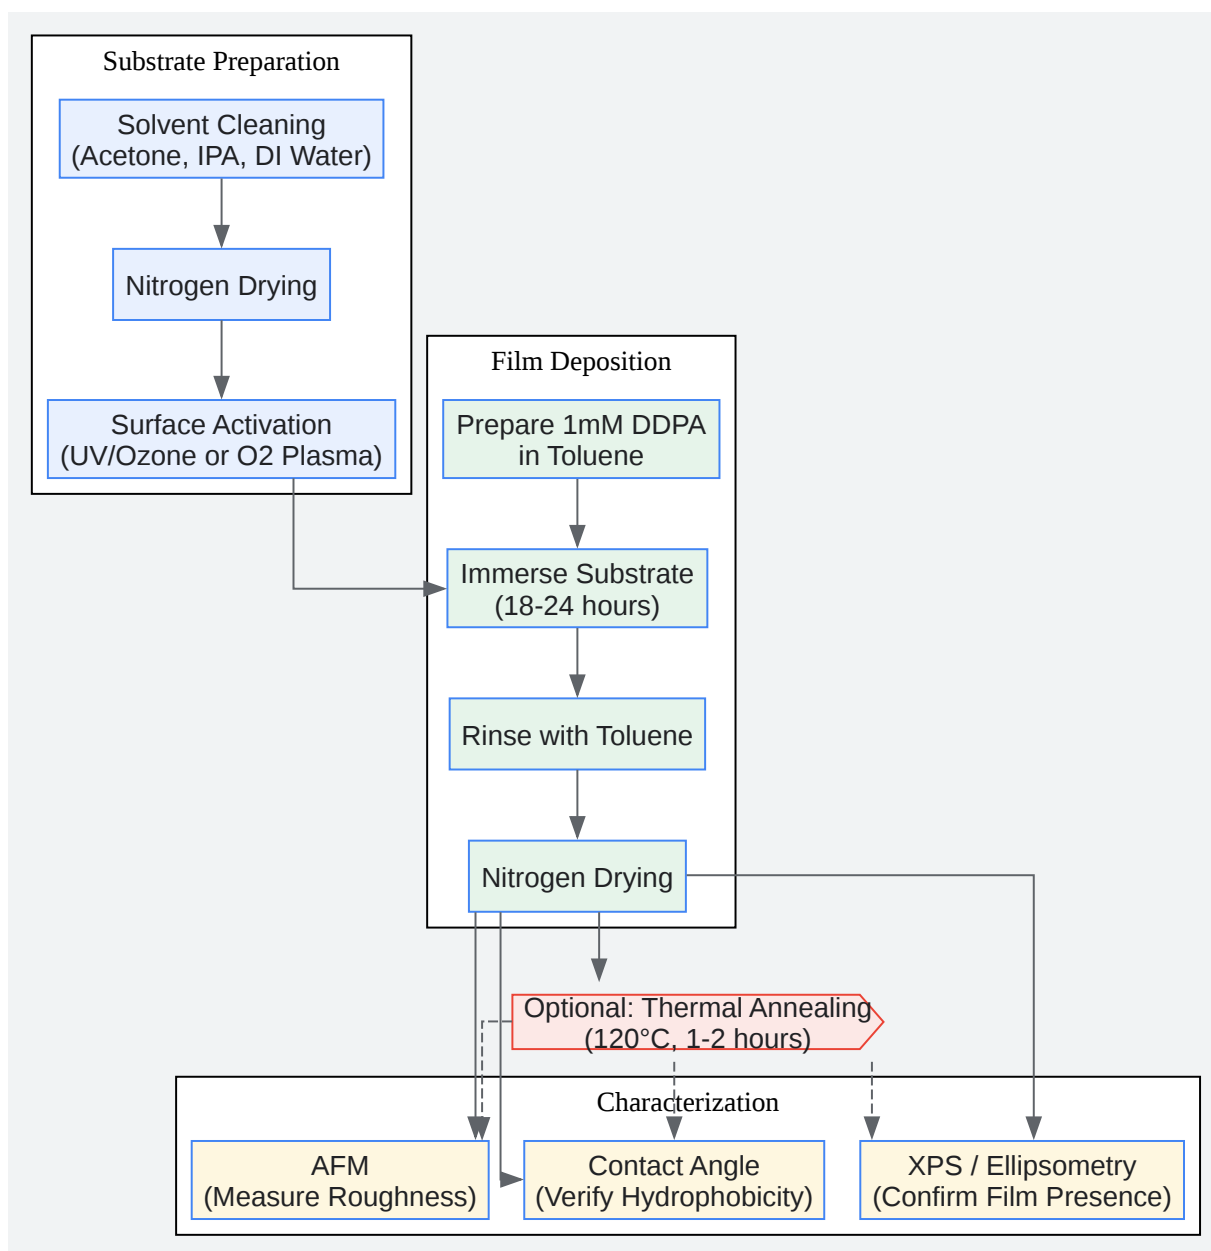 Substrate Preparation
Solvent Cleaning
(Acetone, IPA, DI Water)
Nitrogen Drying
Surface Activation
(UV/Ozone or O2 Plasma)
Film Deposition
Prepare 1mM DDPA
in Toluene
Immerse Substrate
(18-24 hours)
Rinse with Toluene
Nitrogen Drying
Optional: Thermal Annealing
(120°C, 1-2 hours)
Characterization
AFM
(Measure Roughness)
Contact Angle
(Verify Hydrophobicity)
XPS / Ellipsometry
(Confirm Film Presence)